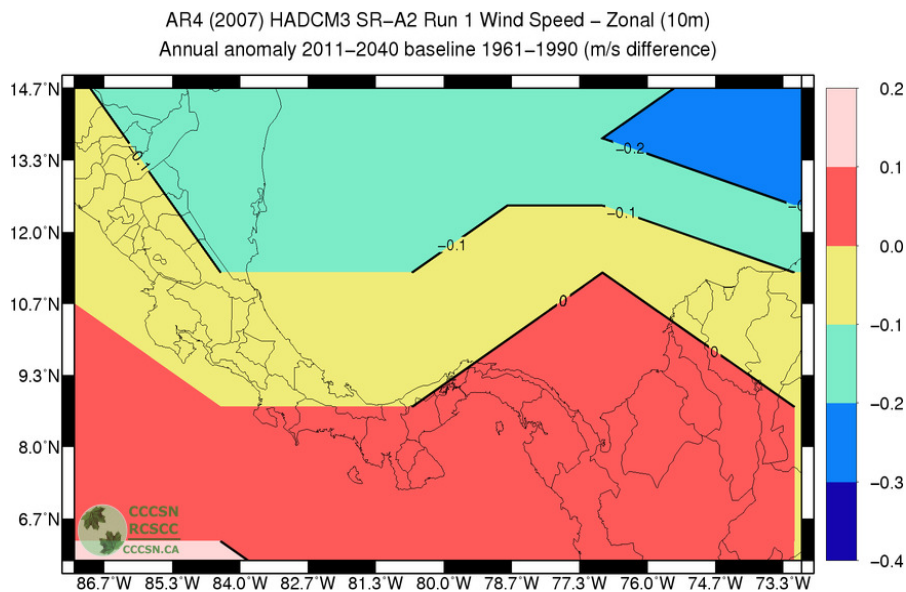 AR4 (2007) HADCM3 SR−A2 Run 1 Wind Speed − Zonal (10m)
Annual anomaly 2011−2040 baseline 1961−1990 (m/s difference)
14.7°N
13.3°N
12.0°N
10.7°N
9.3°N
8.0°N
6.7°N
−0.1
−0.2
−0.1
−0.1
0
0
CCCSN
RCSCC
CCCSN.CA
86.7°W 85.3°W 84.0°W 82.7°W 81.3°W 80.0°W 78.7°W 77.3°W 76.0°W 74.7°W 73.3°W
0.2
0.1
0.0
−0.1
−0.2
−0.3
−0.4